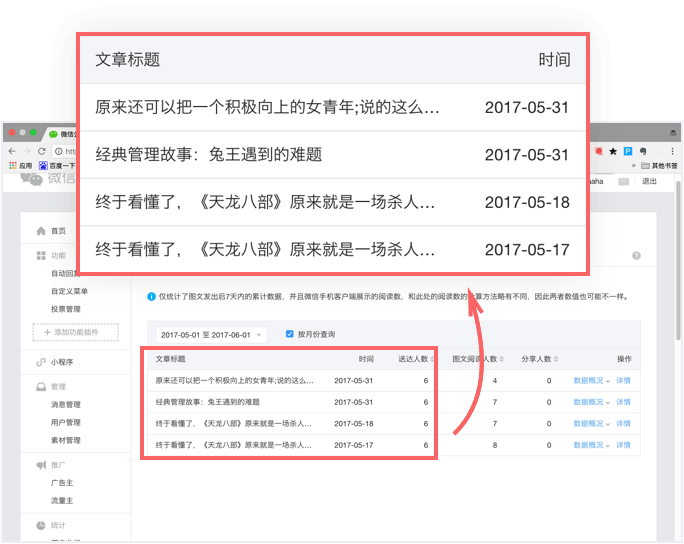 文章标题 时间
原来还可以把一个积极向上的女青年;说的这么... 2017-05-31
经典管理故事：兔王遇到的难题 2017-05-31
终于看懂了，《天龙八部》原来就是一场杀人... 2017-05-18
终于看懂了，《天龙八部》原来就是一场杀人... 2017-05-17
微信
应用 百度一下 » 其他书签
微信 退出
首页
功能
自动回复
自定义菜单
投票管理
+ 添加功能插件
小程序
管理
消息管理
用户管理
素材管理
推广
广告主
流量主
统计
仅统计了图文发出后7天内的累计数据，并且微信手机客户端展示的阅读数，和此处的阅读数的计算方法略有不同，因此两者数值也可能不一样。
2017-05-01 至 2017-06-01 按月份查询
文章标题 时间 送达人数 图文阅读人数 分享人数 操作
原来还可以把一个积极向上的女青年;说的这么... 2017-05-31 6 4 0 数据概况 详情
经典管理故事：兔王遇到的难题 2017-05-31 6 7 0 数据概况 详情
终于看懂了，《天龙八部》原来就是一场杀人... 2017-05-18 6 7 0 数据概况 详情
终于看懂了，《天龙八部》原来就是一场杀人... 2017-05-17 6 8 0 数据概况 详情